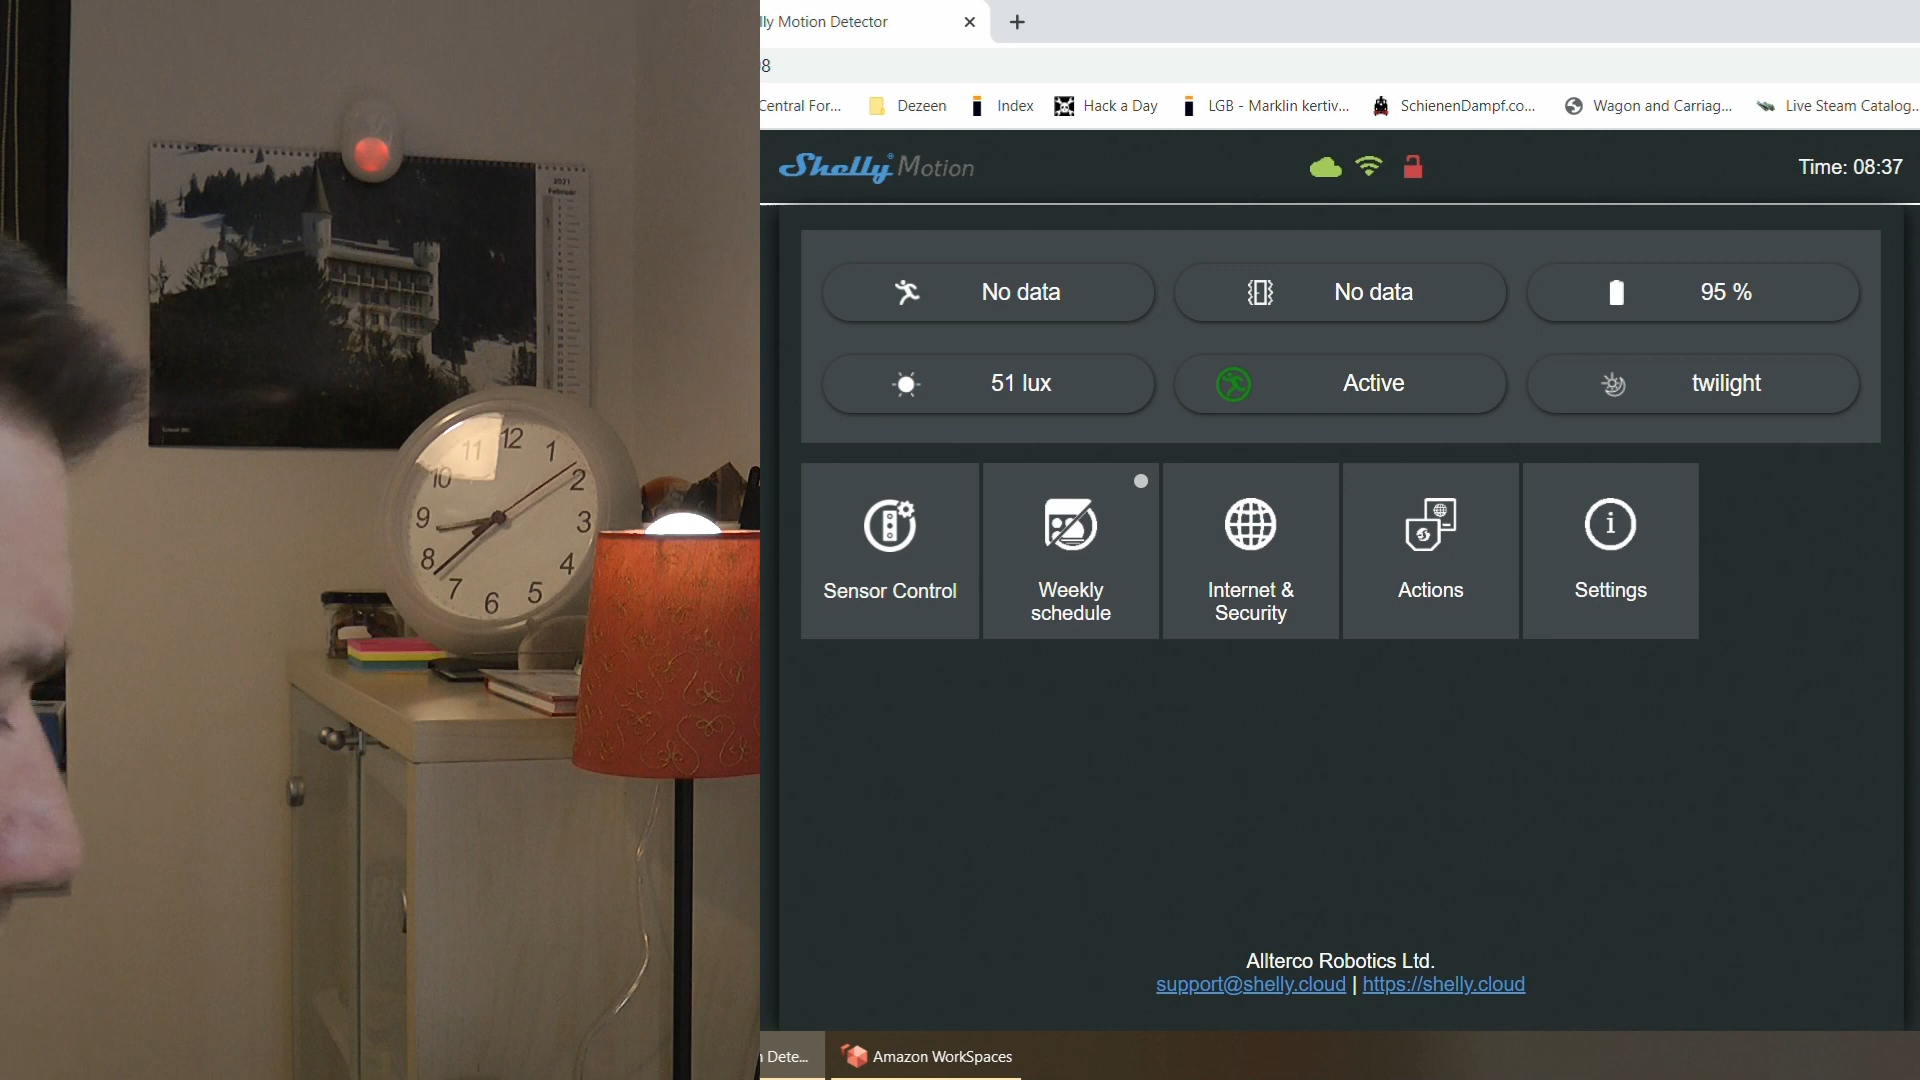 lly Motion Detector
Central For... Dezeen Index Hack a Day LGB - Marklin kertiv... SchienenDampf.co... Wagon and Carriag... Live Steam Catalog...
Shelly® Motion
Time: 08:37
No data
No data
95 %
51 lux
Active
twilight
Sensor Control
Weekly
schedule
Internet &
Security
Actions
i
Settings
Allterco Robotics Ltd.
support@shelly.cloud | https://shelly.cloud
Dete...
Amazon WorkSpaces
2021
Februar
12
1
2
3
4
5
6
7
8
9
10
11